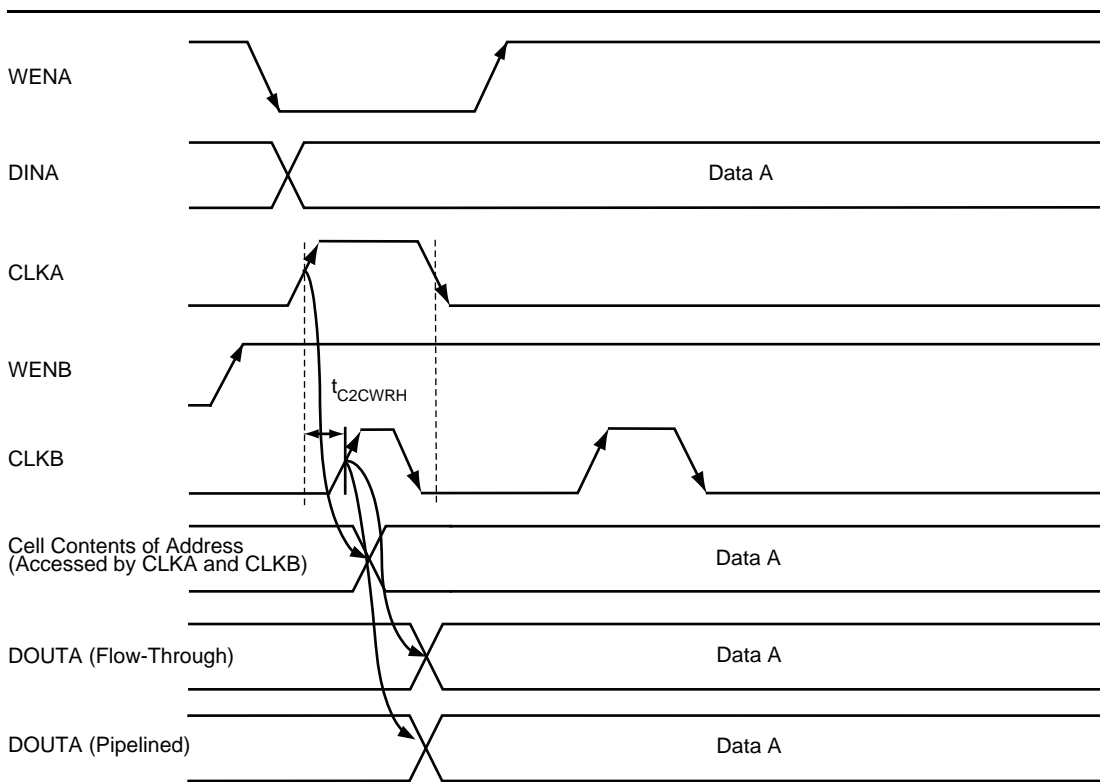 WENA
DINA
Data A
CLKA
WENB
tC2CWRH
CLKB
Cell Contents of Address
(Accessed by CLKA and CLKB)
Data A
DOUTA (Flow-Through)
Data A
DOUTA (Pipelined)
Data A